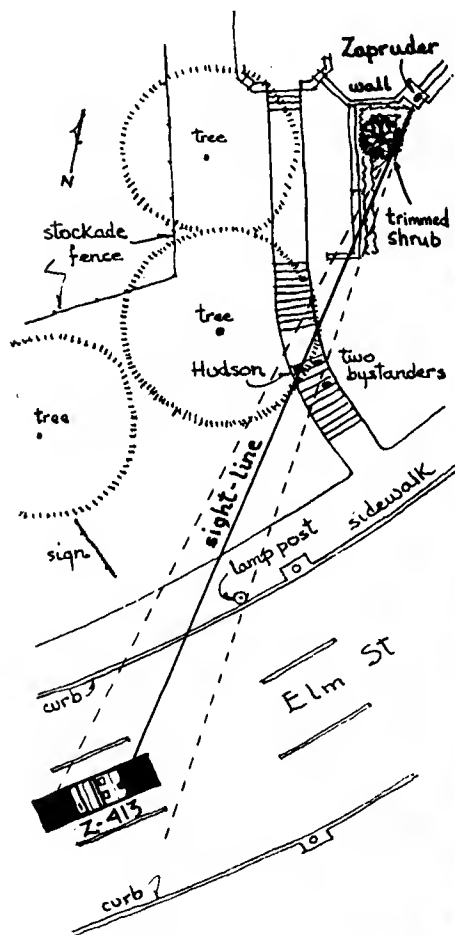 Zapruder
wall
tree
N
trimmed
shrub
stockade
fence
tree
Hudson
two
bystanders
tree
sight-line
sign
lamp post
sidewalk
Elm St
curb
Z-413
curb